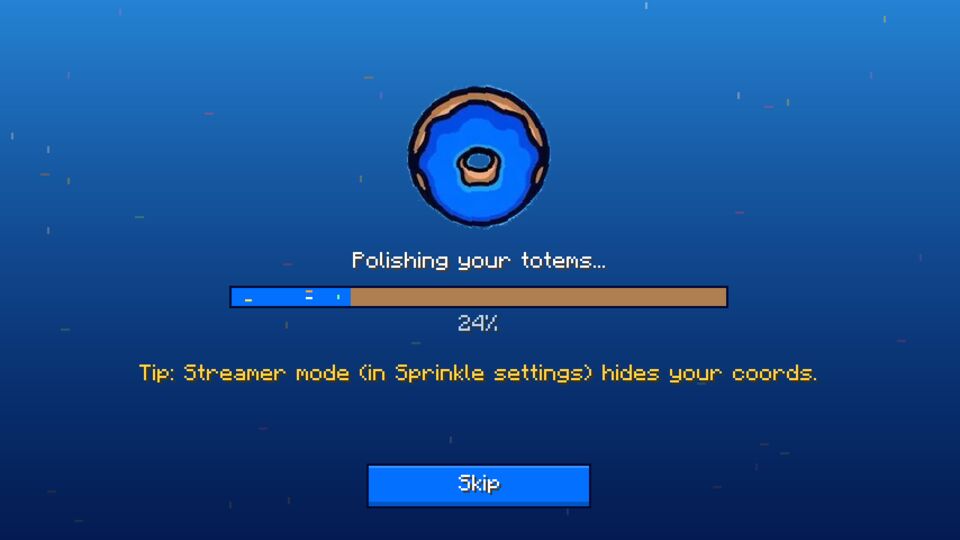 Polishing your totems...
24%
Tip: Streamer mode (in Sprinkle settings) hides your coords.
Skip